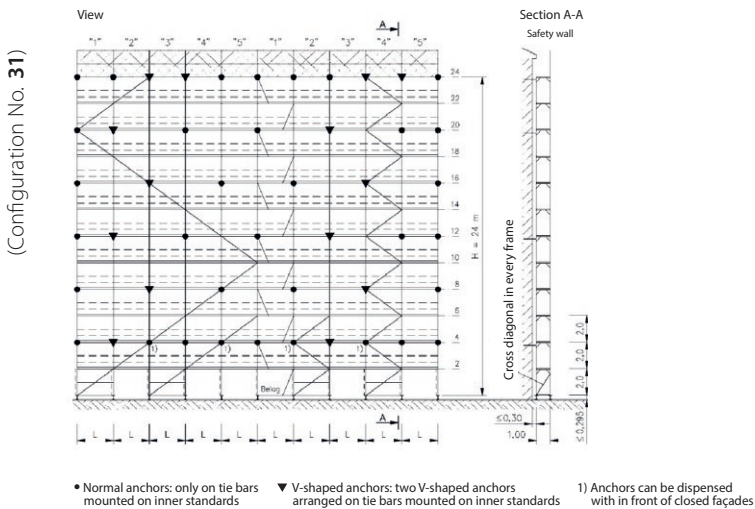 (Configuration No. 31)
View
A
"1" "2" "3" "4" "5" "1" "2" "3" "4" "5"
24
22
20
18
16
14
12
10
8
6
4
2
H = 24 m
1) 1) 1) 1)
Belag
A
L L L L L L L L L L
Section A-A
Safety wall
Cross diagonal in every frame
2,0
2,0
2,0
≤0,30
1,00
≤0,295
• Normal anchors: only on tie bars
mounted on inner standards
▼ V-shaped anchors: two V-shaped anchors
arranged on tie bars mounted on inner standards
1) Anchors can be dispensed
with in front of closed façades